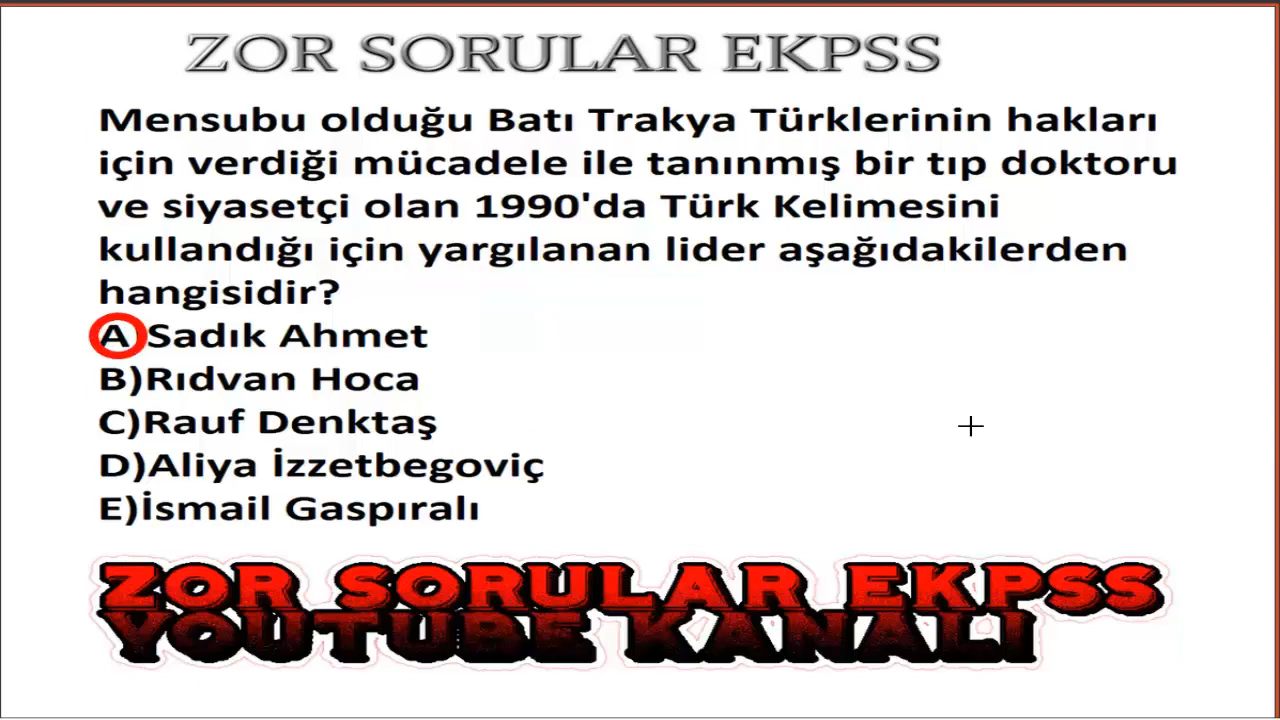 ZOR SORULAR EKPSS
Mensubu olduğu Batı Trakya Türklerinin hakları
için verdiği mücadele ile tanınmış bir tıp doktoru
ve siyasetçi olan 1990'da Türk Kelimesini
kullandığı için yargılanan lider aşağıdakilerden
hangisidir?
A Sadık Ahmet
B)Rıdvan Hoca
C)Rauf Denktaş
D)Aliya İzzetbegoviç
E)İsmail Gaspıralı
ZOR SORULAR EKPSS
YOUTUBE KANALI